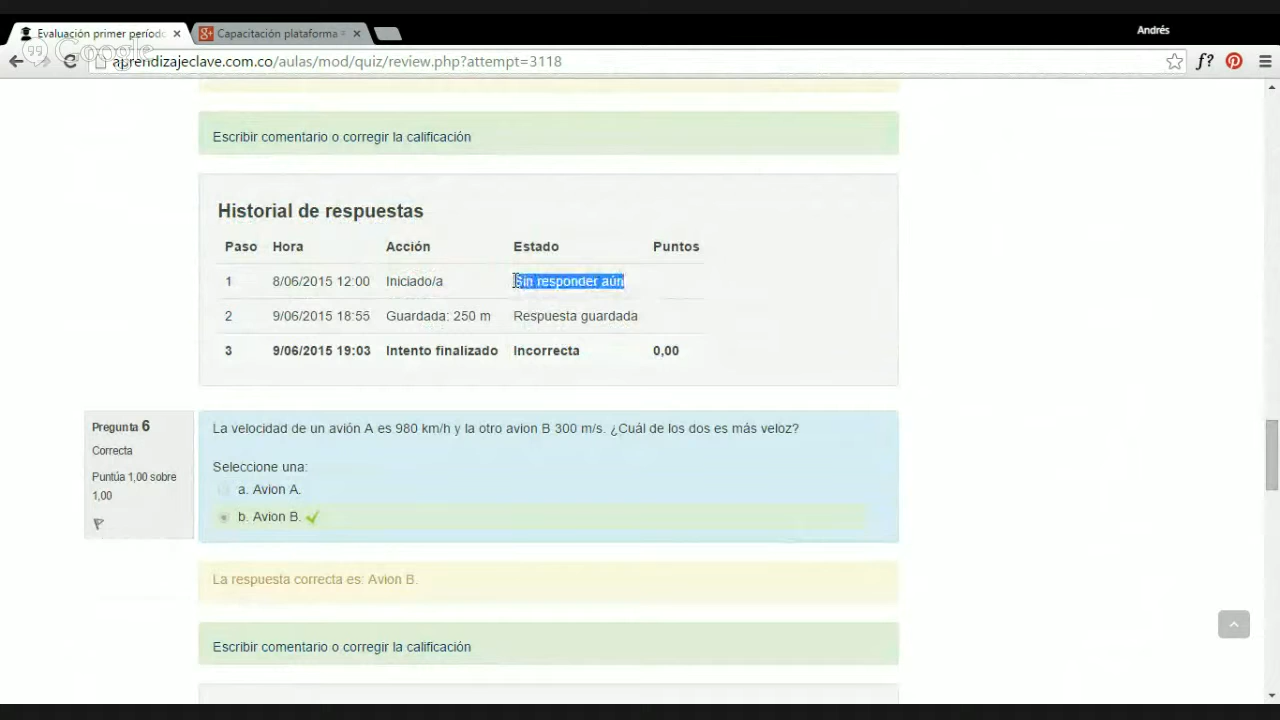 Andrés
Evaluación primer períod
Capacitación plataforma
Google
aprendizajeclave.com.co/aulas/mod/quiz/review.php?attempt=3118
f?
Escribir comentario o corregir la calificación
Historial de respuestas
Paso Hora Acción Estado Puntos
1 8/06/2015 12:00 Iniciado/a Sin responder aún
2 9/06/2015 18:55 Guardada: 250 m Respuesta guardada
3 9/06/2015 19:03 Intento finalizado Incorrecta 0,00
Pregunta 6
Correcta
Puntúa 1,00 sobre
1,00
La velocidad de un avión A es 980 km/h y la otro avion B 300 m/s. ¿Cuál de los dos es más veloz?
Seleccione una:
a. Avion A.
b. Avion B.
La respuesta correcta es: Avion B.
Escribir comentario o corregir la calificación